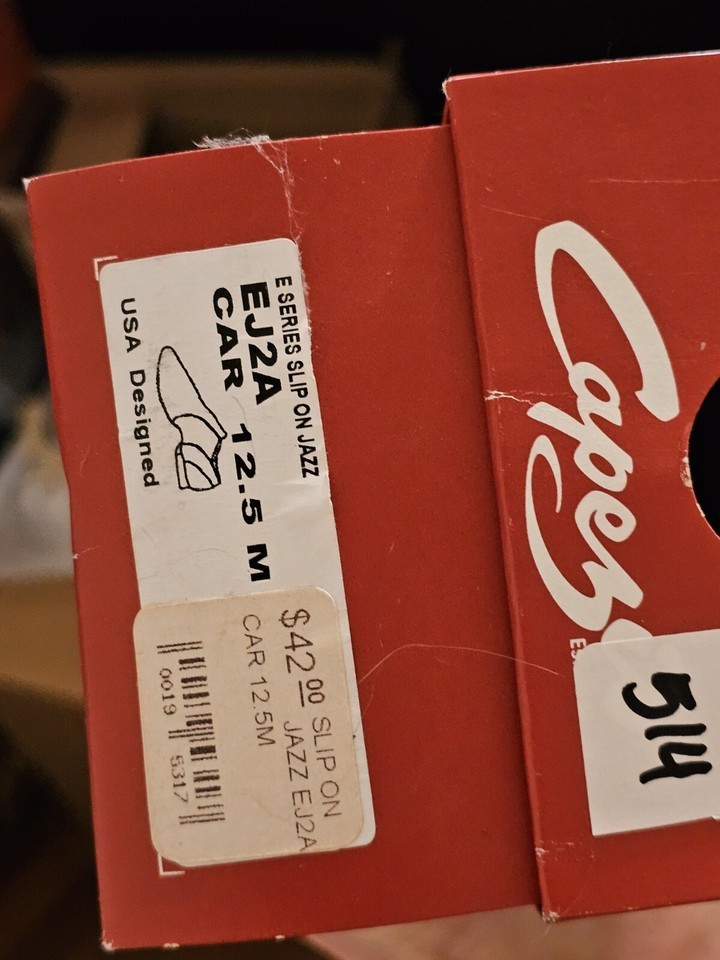 E SERIES SLIP ON JAZZ
EJ2A
CAR 12.5 M
USA Designed
$42.00 SLIP ON
JAZZ EJ2A
CAR 12.5M
0019 5317
Capez
514